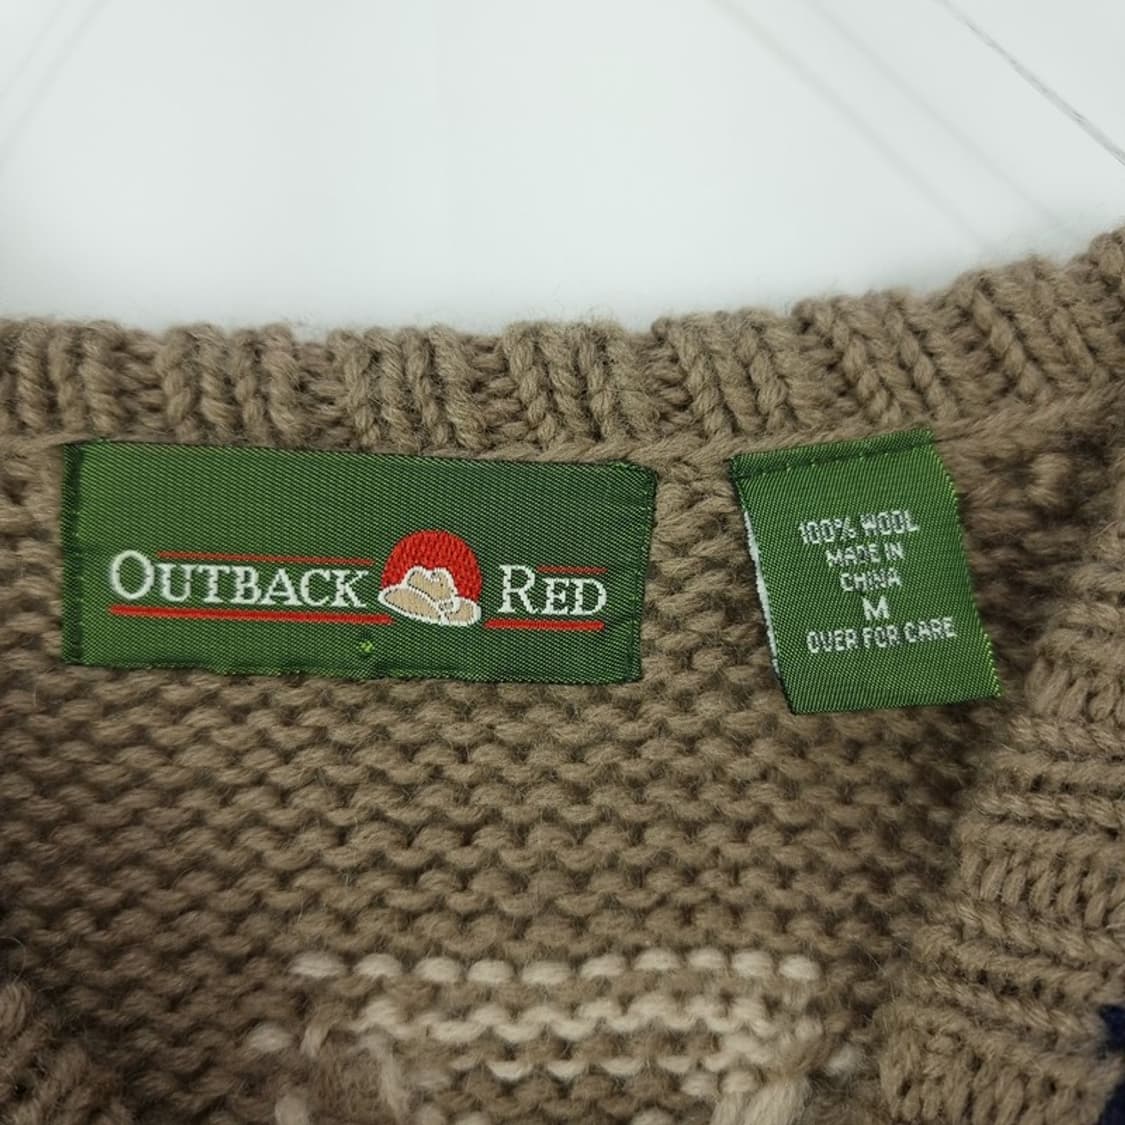 OUTBACK RED
100% WOOL
MADE IN
CHINA
M
OVER FOR CARE